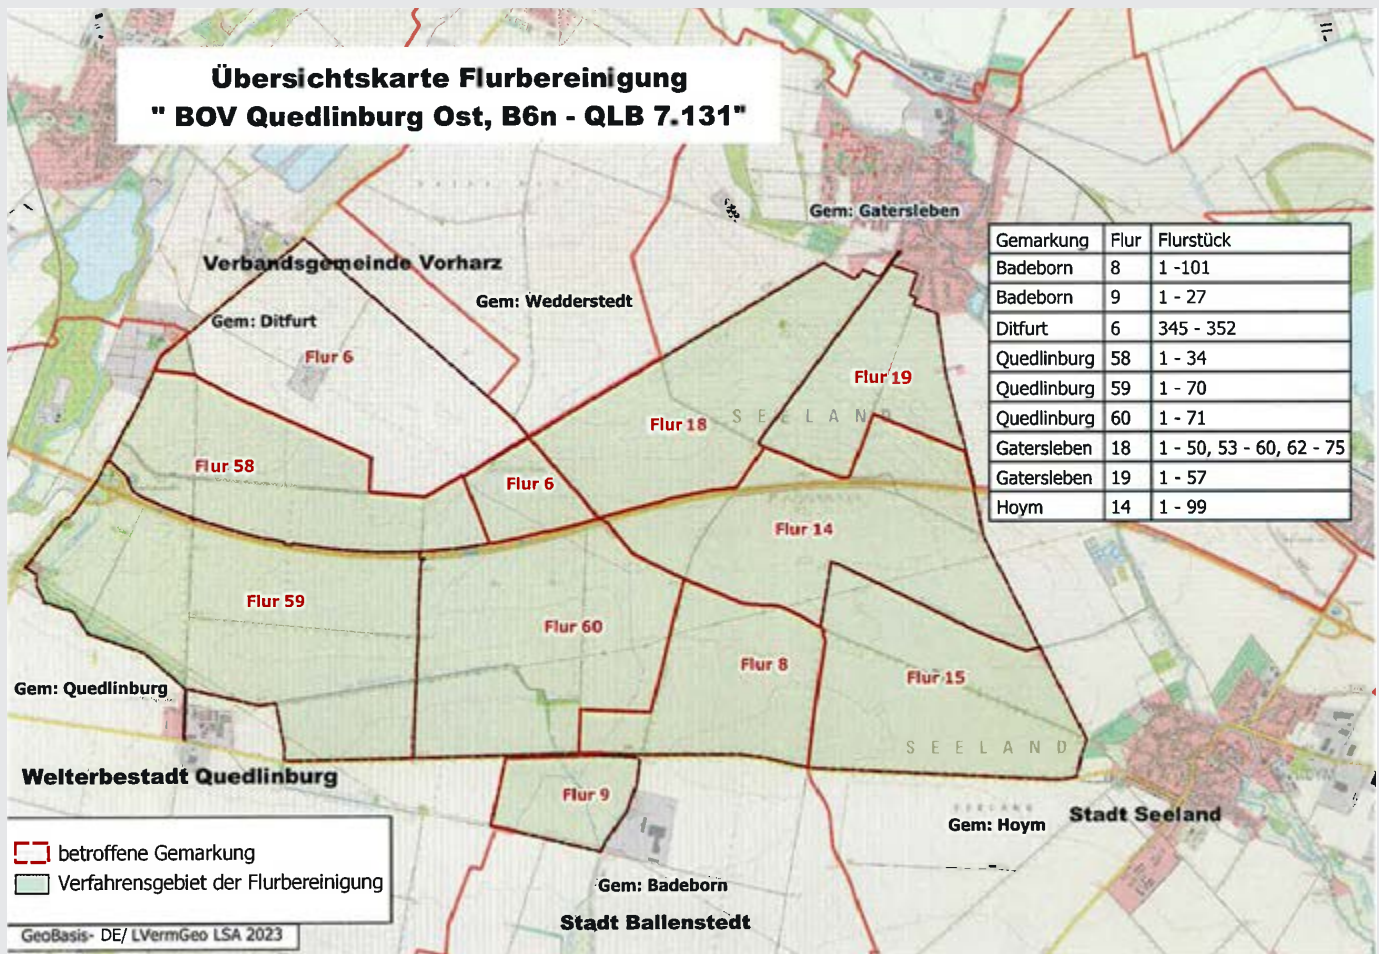 Übersichtskarte Flurbereinigung
" BOV Quedlinburg Ost, B6n - QLB 7.131"
Gem: Gatersleben
Verbandsgemeinde Vorharz
Gem: Wedderstedt
Gem: Ditfurt
Flur 6
Flur 19
Flur 18
SEELAND
Flur 58
Flur 6
Flur 14
Flur 59
Flur 60
Flur 8
Flur 15
Gem: Quedlinburg
SEELAND
Welterbestadt Quedlinburg
Flur 9
SEELAND
Gem: Hoym
Stadt Seeland
HOYM
Gem: Badeborn
Stadt Ballenstedt
Gemarkung Flur Flurstück
Badeborn 8 1 -101
Badeborn 9 1 - 27
Ditfurt 6 345 - 352
Quedlinburg 58 1 - 34
Quedlinburg 59 1 - 70
Quedlinburg 60 1 - 71
Gatersleben 18 1 - 50, 53 - 60, 62 - 75
Gatersleben 19 1 - 57
Hoym 14 1 - 99
betroffene Gemarkung
Verfahrensgebiet der Flurbereinigung
GeoBasis- DE/ LVermGeo LSA 2023